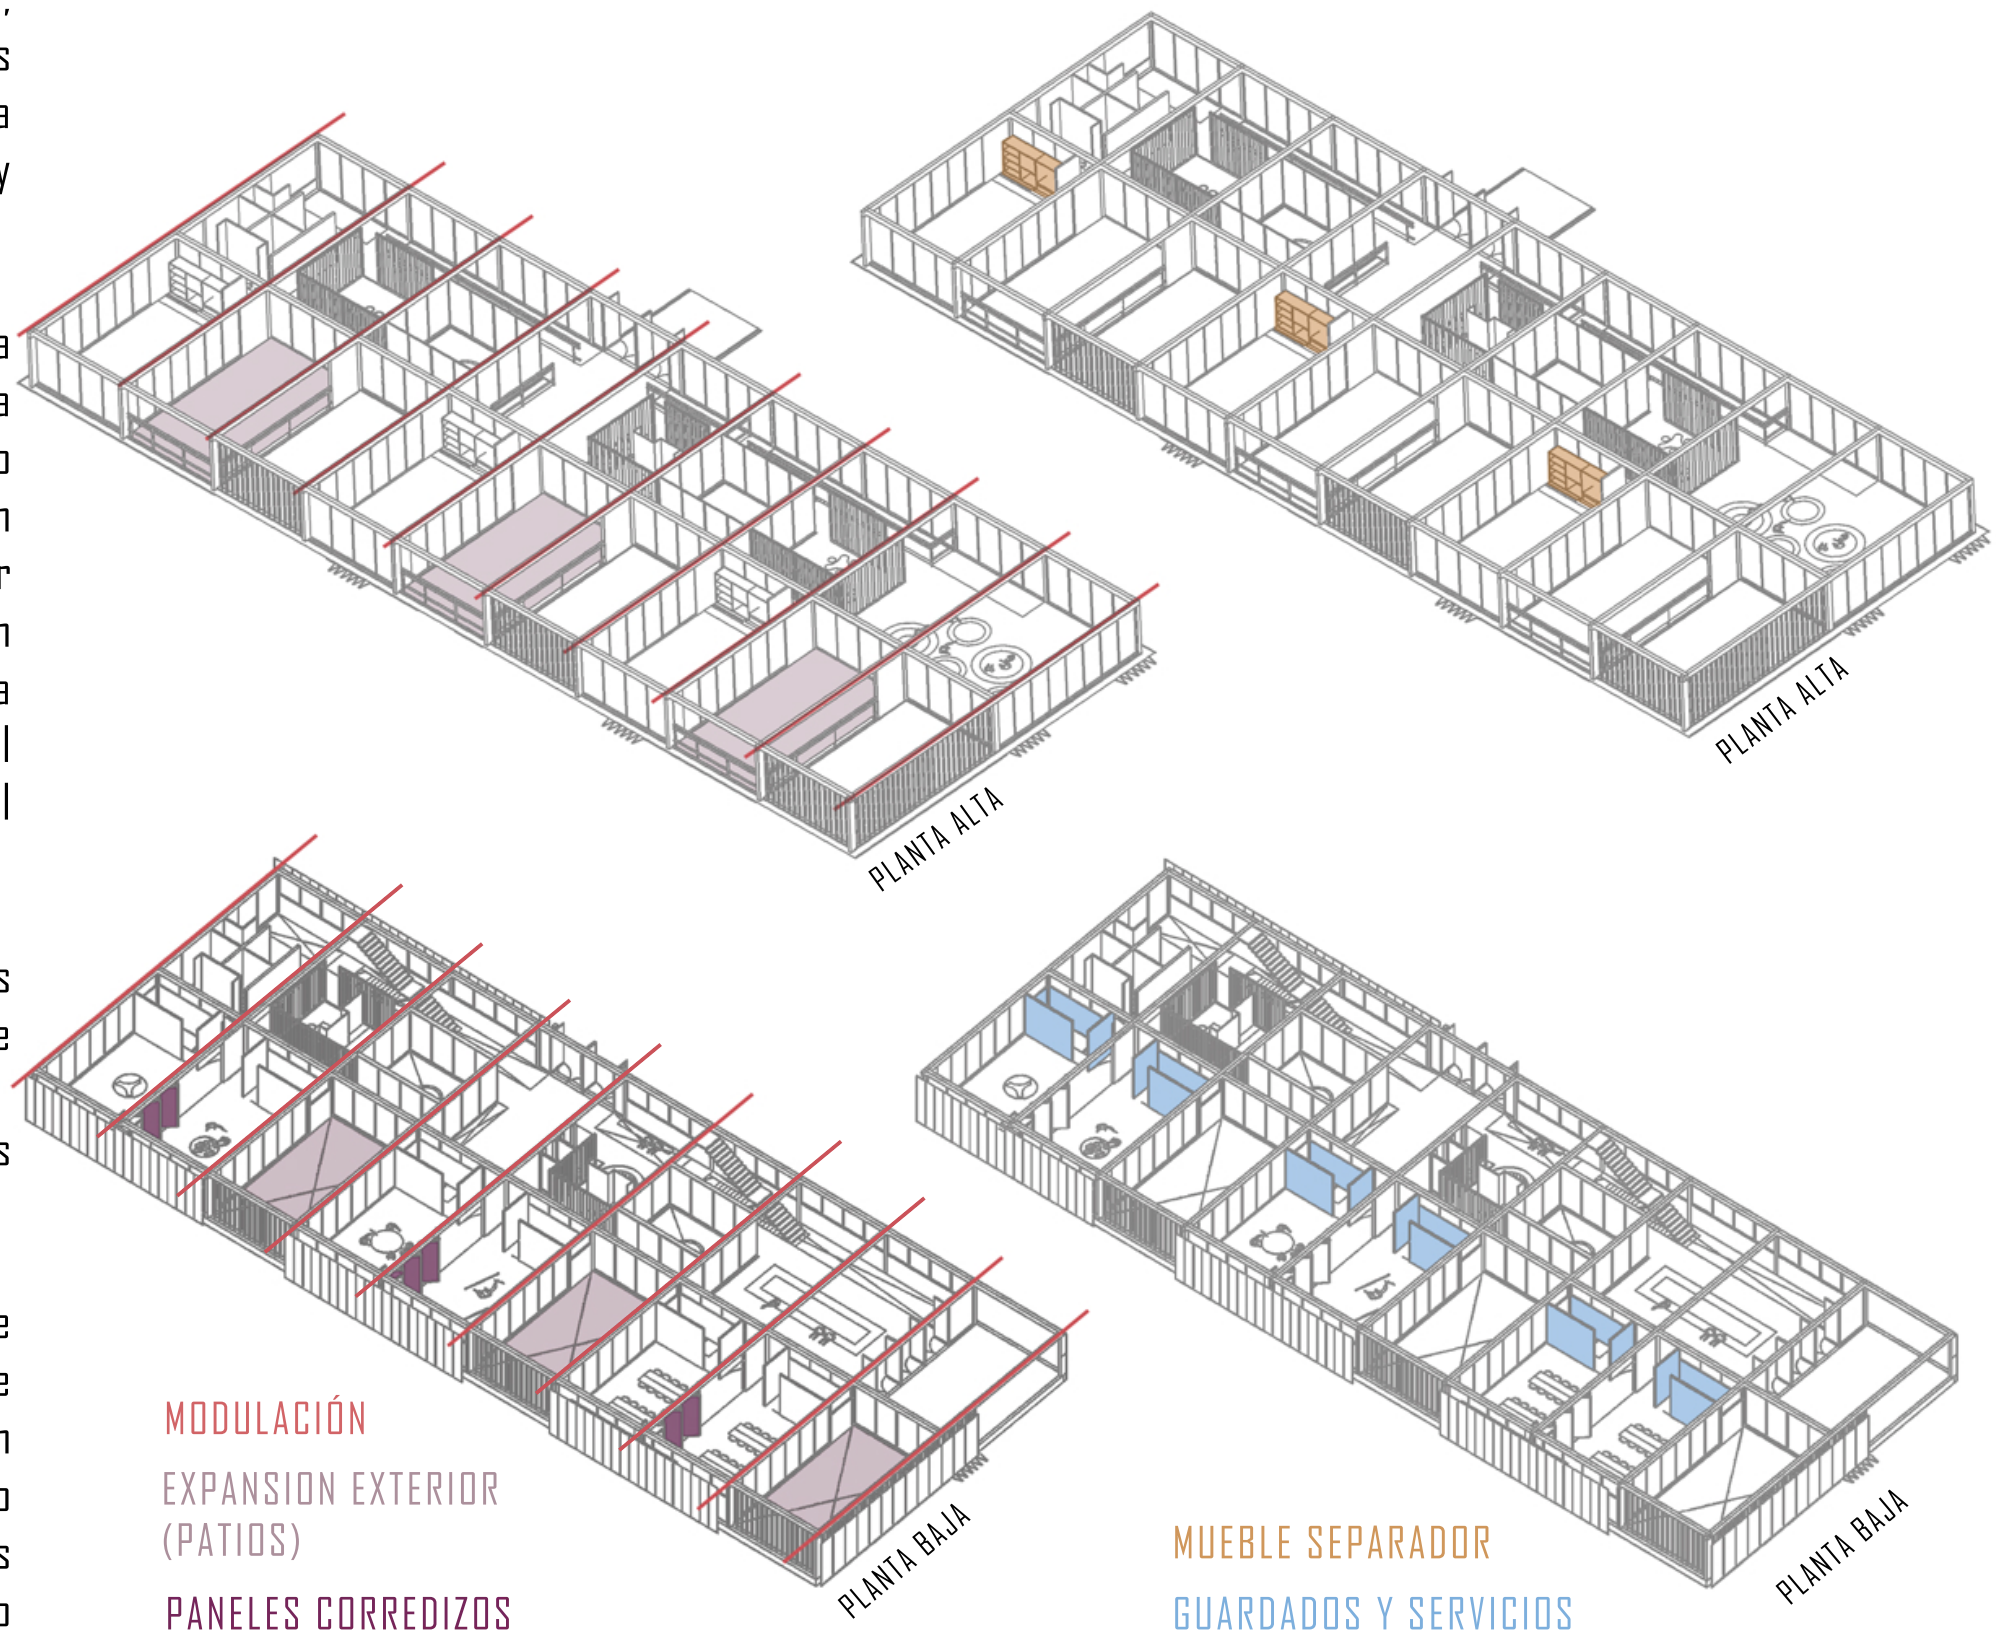 ,
s
a
y
a
a
o
n
r
n
a
l
l
s
e
s
e
e
n
o
s
o
PLANTA ALTA
PLANTA ALTA
PLANTA BAJA
PLANTA BAJA
MODULACIÓN
EXPANSION EXTERIOR
(PATIOS)
PANELES CORREDIZOS
MUEBLE SEPARADOR
GUARDADOS Y SERVICIOS